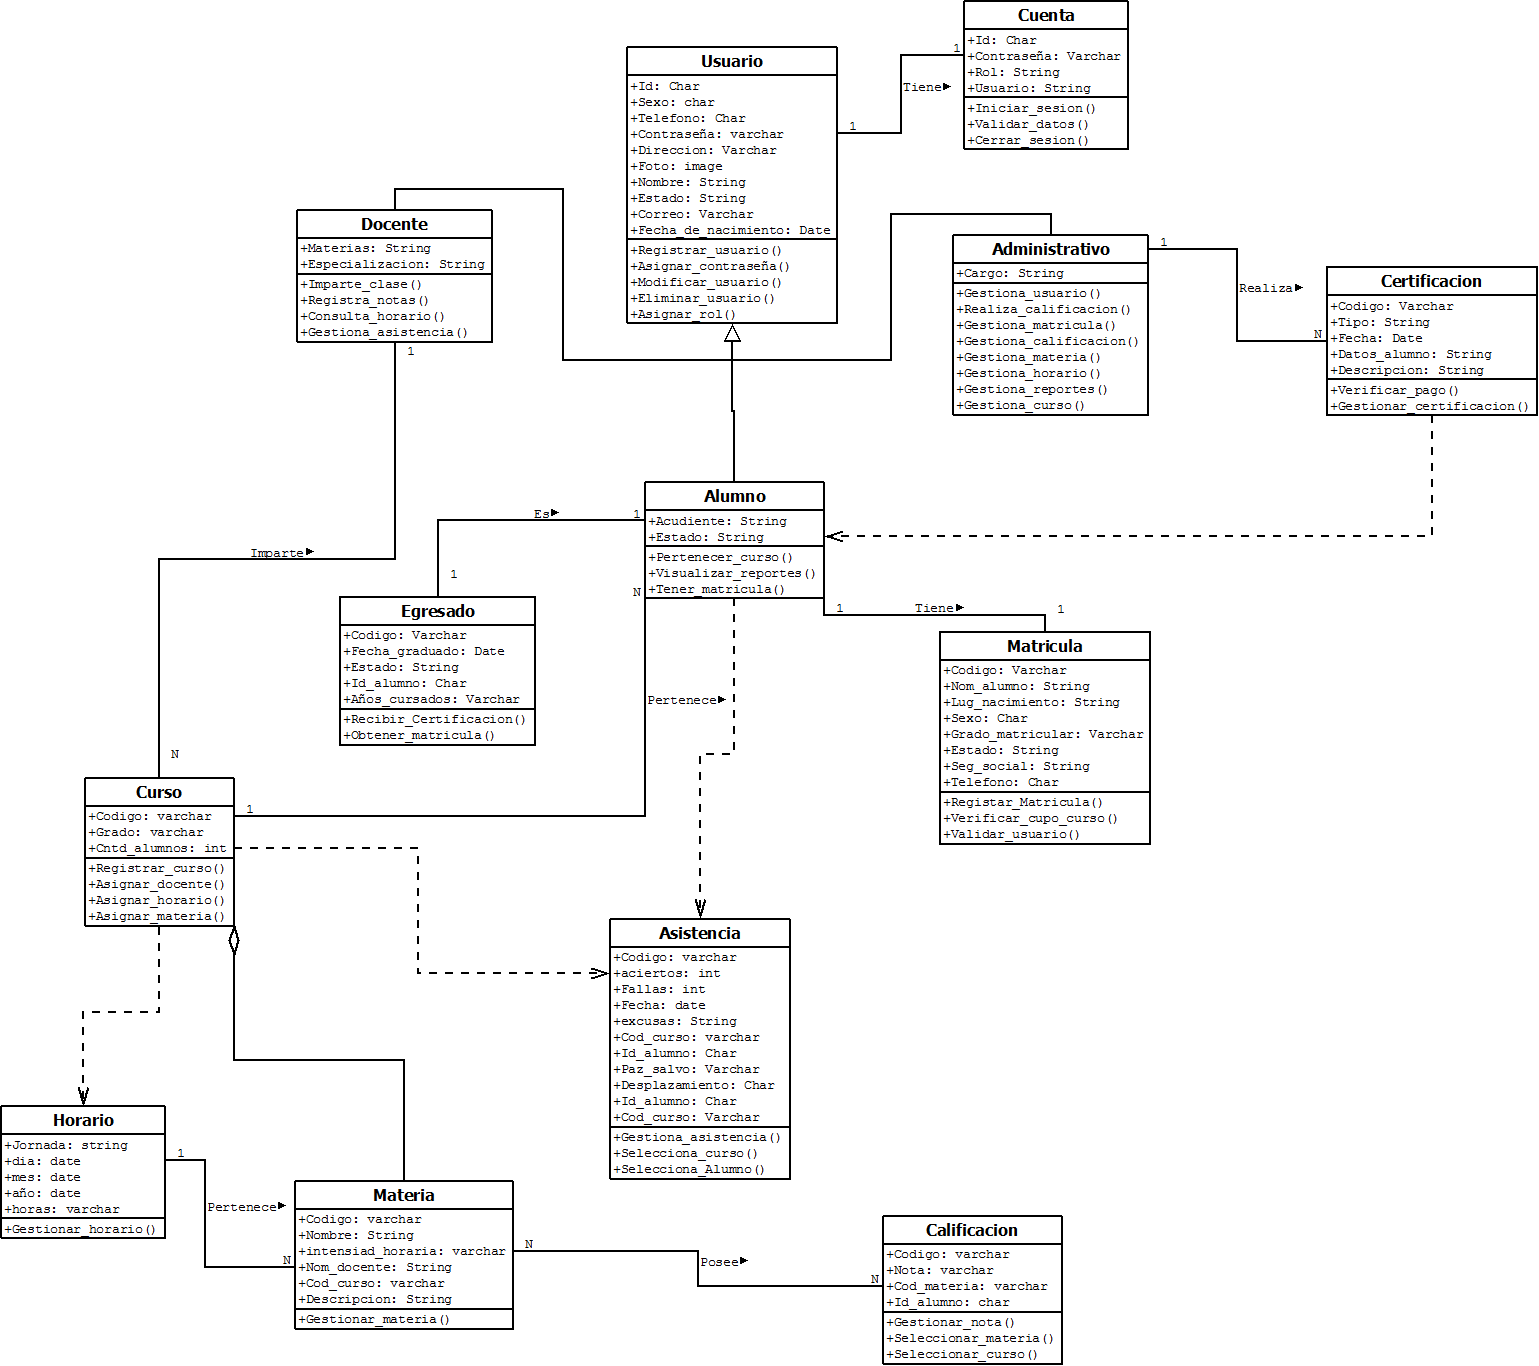 Cuenta
+Id: Char
+Contraseña: Varchar
+Rol: String
+Usuario: String
+Iniciar_sesion()
+Validar_datos()
+Cerrar_sesion()
1
Tiene
1
Usuario
+Id: Char
+Sexo: char
+Telefono: Char
+Contraseña: varchar
+Direccion: Varchar
+Foto: image
+Nombre: String
+Estado: String
+Correo: Varchar
+Fecha_de_nacimiento: Date
+Registrar_usuario()
+Asignar_contraseña()
+Modificar_usuario()
+Eliminar_usuario()
+Asignar_rol()
Docente
+Materias: String
+Especializacion: String
+Imparte_clase()
+Registra_notas()
+Consulta_horario()
+Gestiona_asistencia()
1
Administrativo
+Cargo: String
+Gestiona_usuario()
+Realiza_calificacion()
+Gestiona_matricula()
+Gestiona_calificacion()
+Gestiona_materia()
+Gestiona_horario()
+Gestiona_reportes()
+Gestiona_curso()
1
Realiza
N
Certificacion
+Codigo: Varchar
+Tipo: String
+Fecha: Date
+Datos_alumno: String
+Descripcion: String
+Verificar_pago()
+Gestionar_certificacion()
Alumno
+Acudiente: String
+Estado: String
+Pertenecer_curso()
+Visualizar_reportes()
+Tener_matricula()
Es
1
1
N
Imparte
N
Egresado
+Codigo: Varchar
+Fecha_graduado: Date
+Estado: String
+Id_alumno: Char
+Años_cursados: Varchar
+Recibir_Certificacion()
+Obtener_matricula()
1
Tiene
1
Matricula
+Codigo: Varchar
+Nom_alumno: String
+Lug_nacimiento: String
+Sexo: Char
+Grado_matricular: Varchar
+Estado: String
+Seg_social: String
+Telefono: Char
+Registar_Matricula()
+Verificar_cupo_curso()
+Validar_usuario()
Pertenece
1
Curso
+Codigo: varchar
+Grado: varchar
+Cntd_alumnos: int
+Registrar_curso()
+Asignar_docente()
+Asignar_horario()
+Asignar_materia()
Asistencia
+Codigo: varchar
+aciertos: int
+Fallas: int
+Fecha: date
+excusas: String
+Cod_curso: varchar
+Id_alumno: Char
+Paz_salvo: Varchar
+Desplazamiento: Char
+Id_alumno: Char
+Cod_curso: Varchar
+Gestiona_asistencia()
+Selecciona_curso()
+Selecciona_Alumno()
Horario
+Jornada: string
+dia: date
+mes: date
+año: date
+horas: varchar
+Gestionar_horario()
1
Pertenece
N
Materia
+Codigo: varchar
+Nombre: String
+intensiad_horaria: varchar
+Nom_docente: String
+Cod_curso: varchar
+Descripcion: String
+Gestionar_materia()
N
Posee
N
Calificacion
+Codigo: varchar
+Nota: varchar
+Cod_materia: varchar
+Id_alumno: char
+Gestionar_nota()
+Seleccionar_materia()
+Seleccionar_curso()